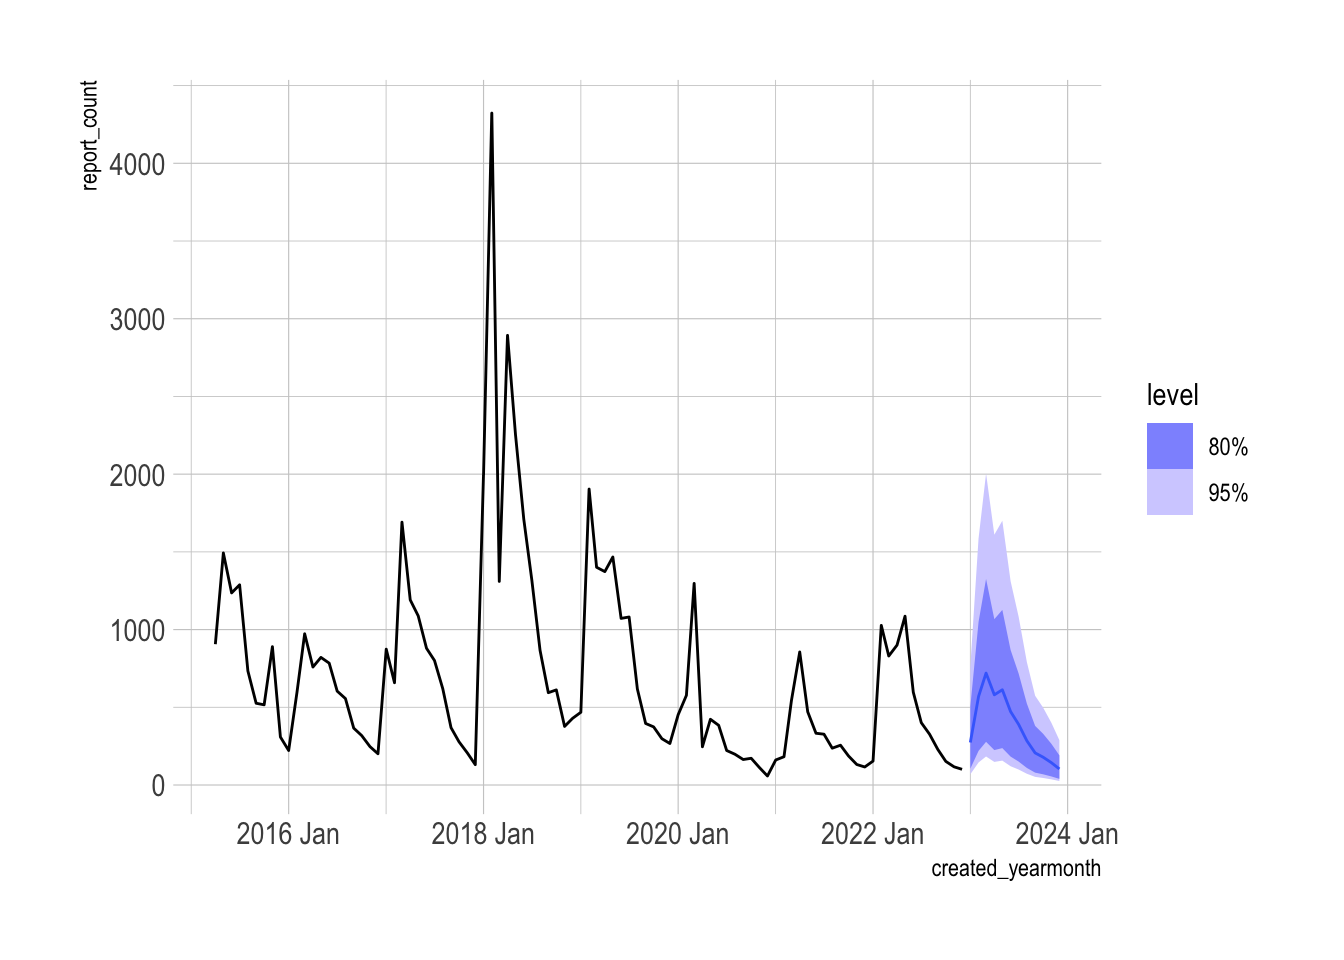 report_count
4000
3000
2000
1000
0
2016 Jan
2018 Jan
2020 Jan
2022 Jan
2024 Jan
created_yearmonth
level
80%
95%